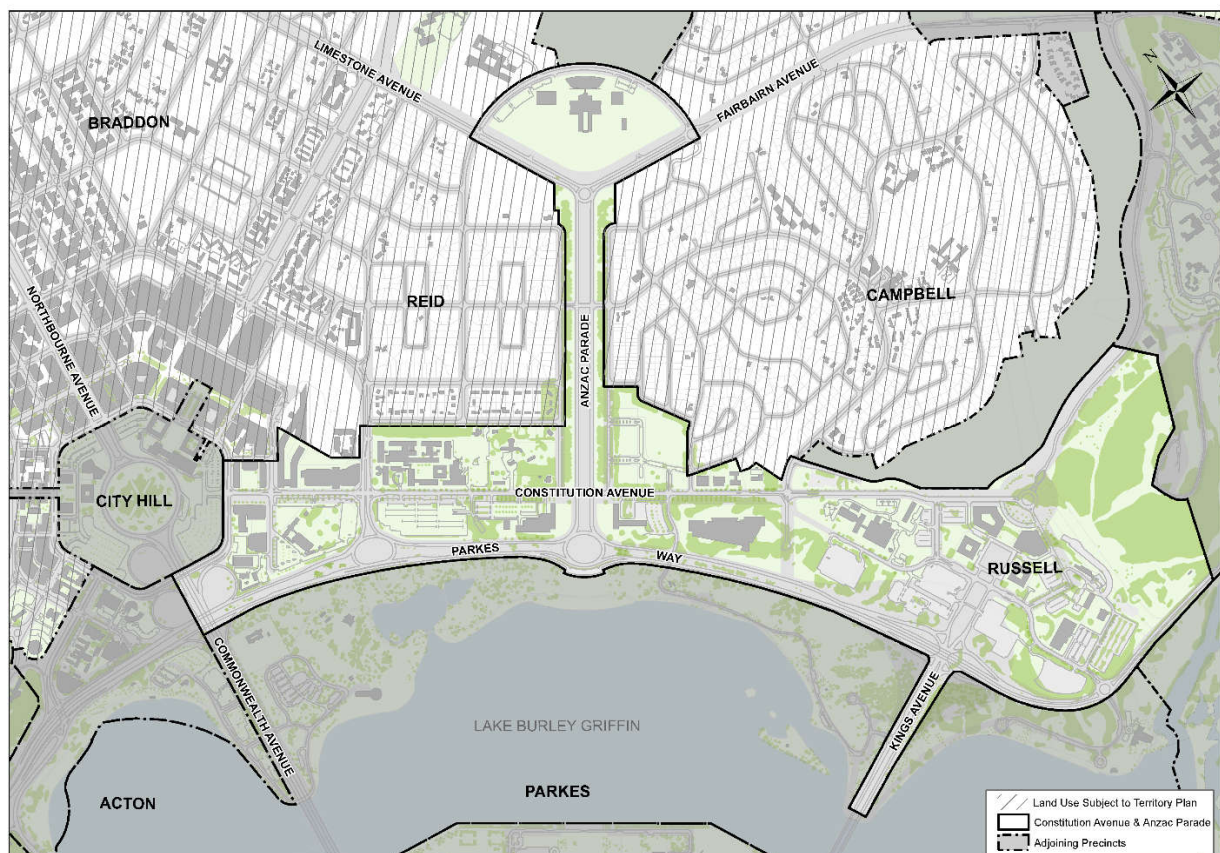 LIMESTONE AVENUE
FAIRBAIRN AVENUE
N
BRADDON
NORTHBOURNE AVENUE
REID
ANZAC PARADE
CAMPBELL
CITY HILL
CONSTITUTION AVENUE
PARKES WAY
RUSSELL
COMMONWEALTH AVENUE
KINGS AVENUE
LAKE BURLEY GRIFFIN
ACTON
PARKES
Land Use Subject to Territory Plan
Constitution Avenue & Anzac Parade
Adjoining Precincts